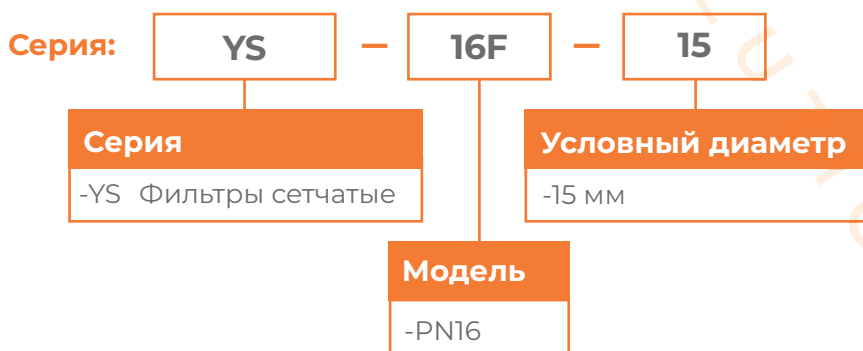 Серия: YS – 16F – 15
Серия
-YS Фильтры сетчатые
Условный диаметр
-15 мм
Модель
-PN16